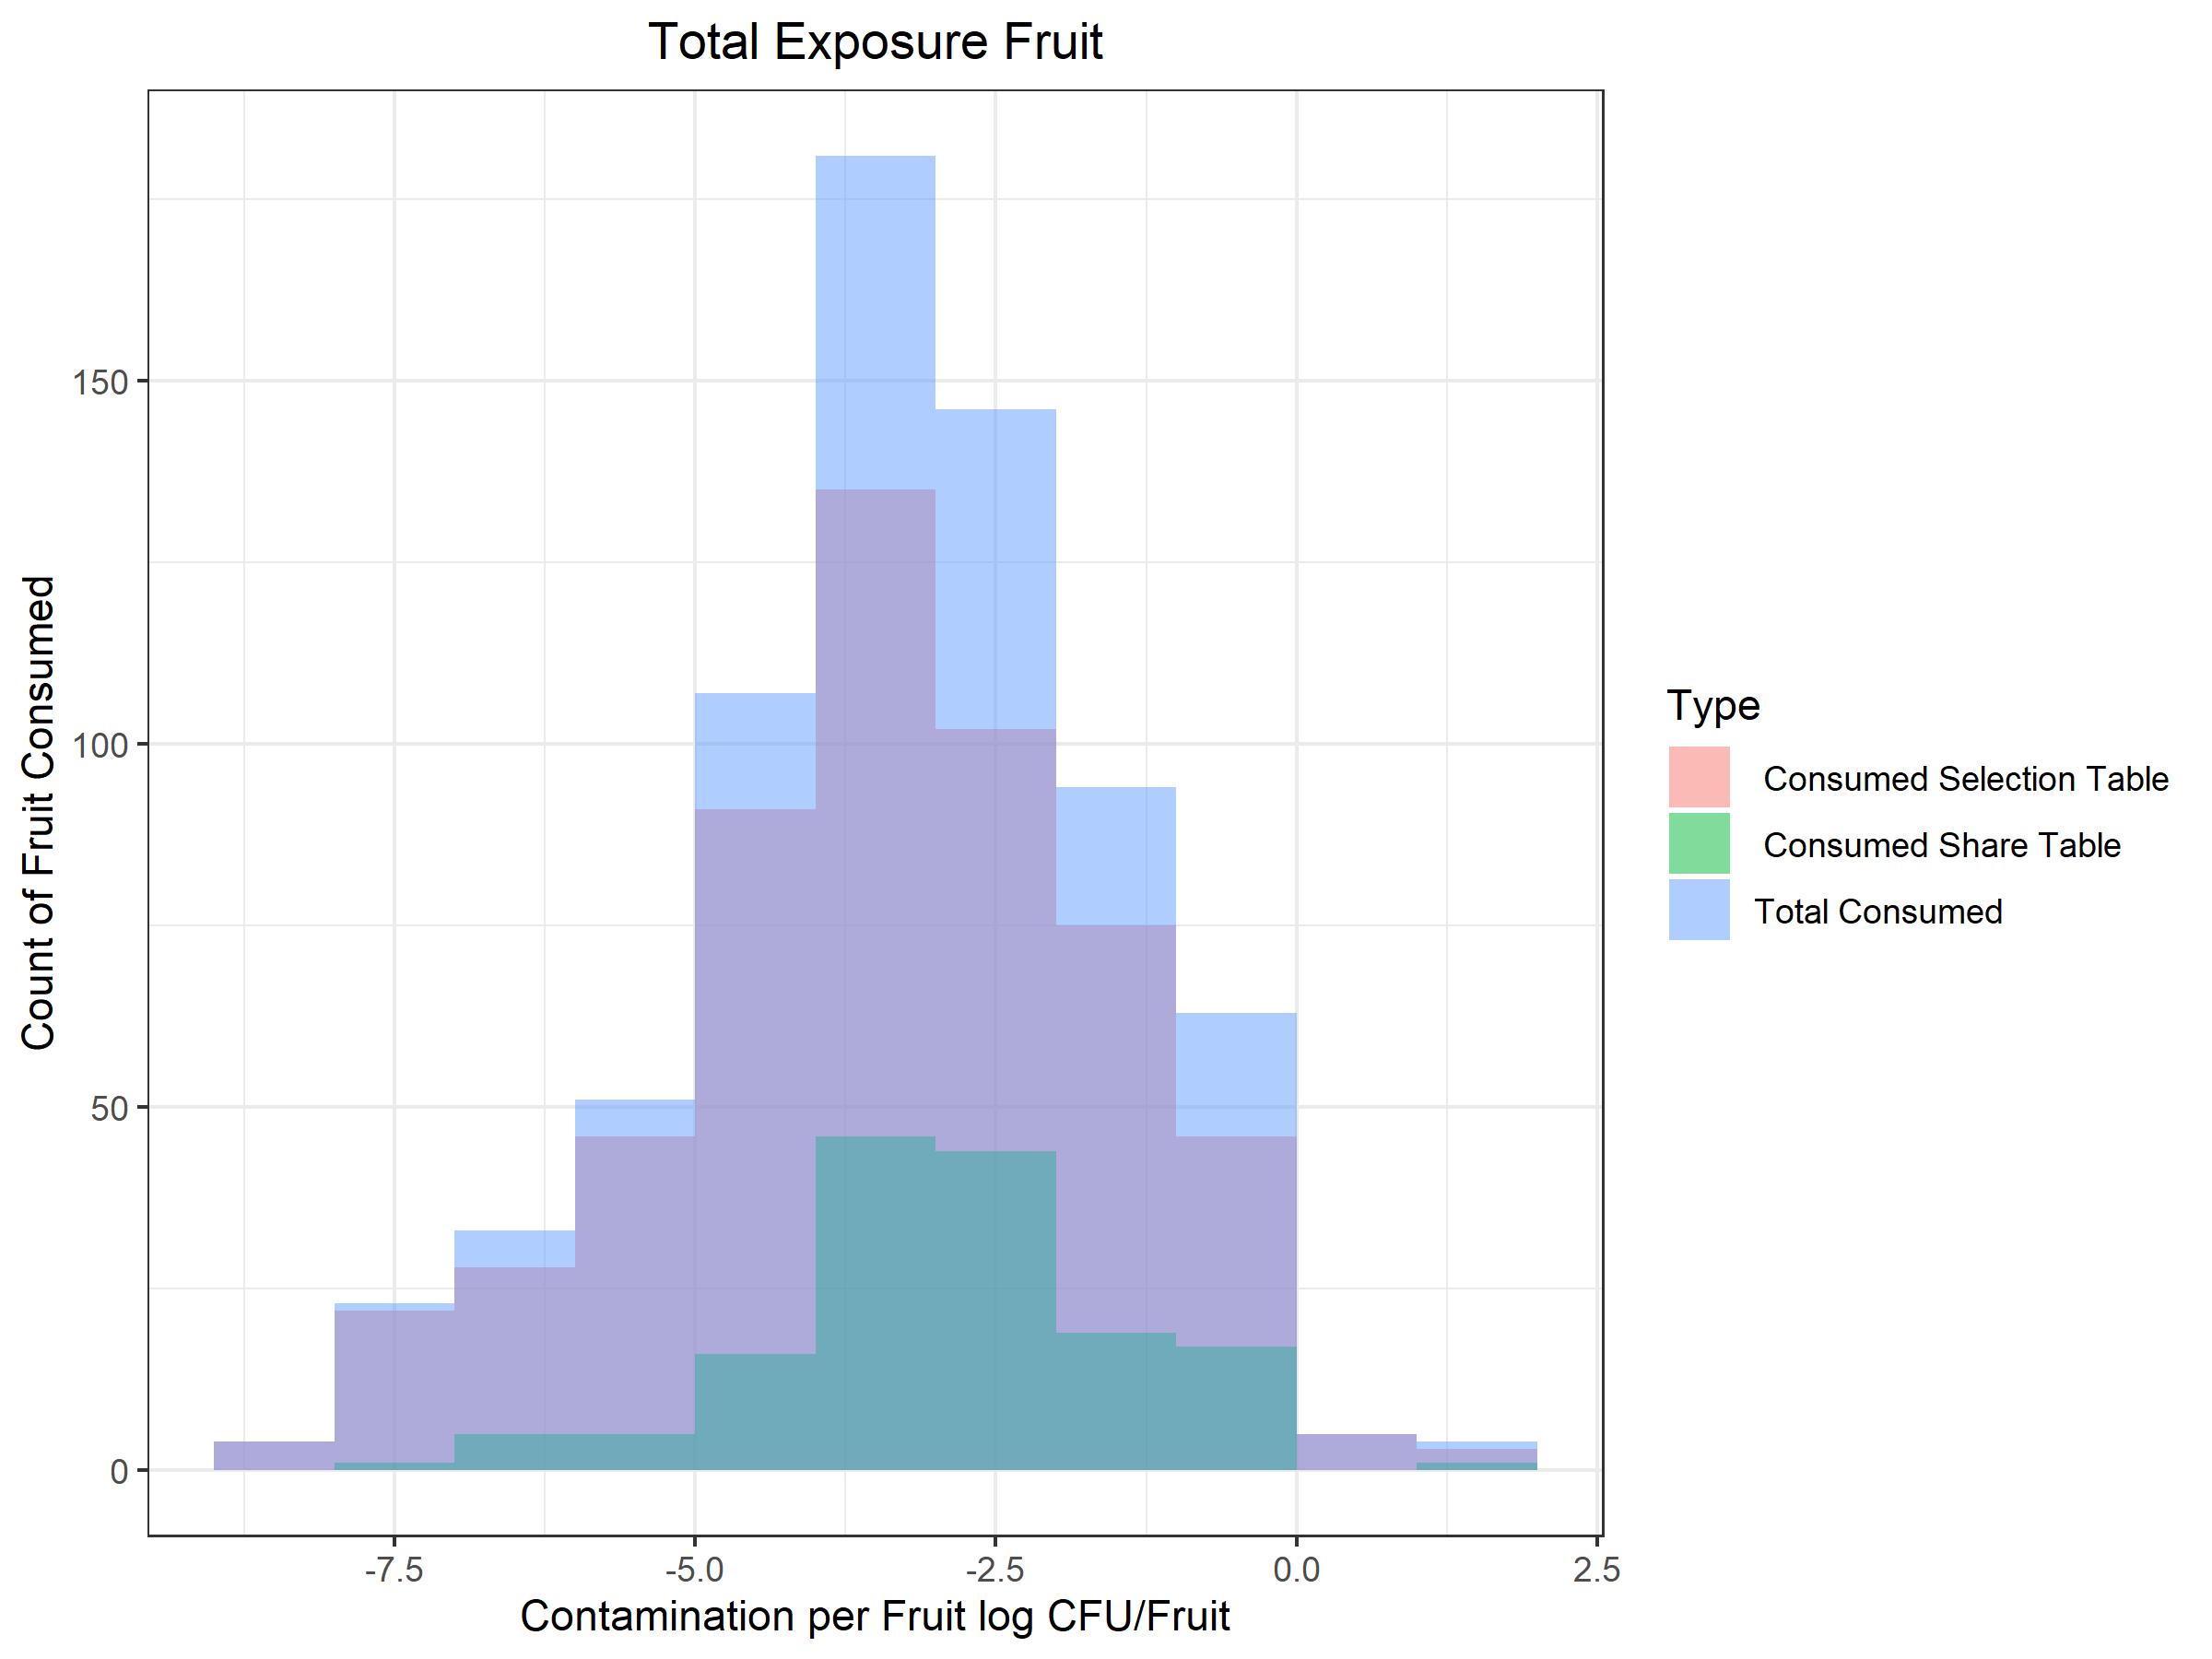 Total Exposure Fruit
Count of Fruit Consumed
150
100
50
0
-7.5
-5.0
-2.5
0.0
2.5
Contamination per Fruit log CFU/Fruit
Type
Consumed Selection Table
Consumed Share Table
Total Consumed